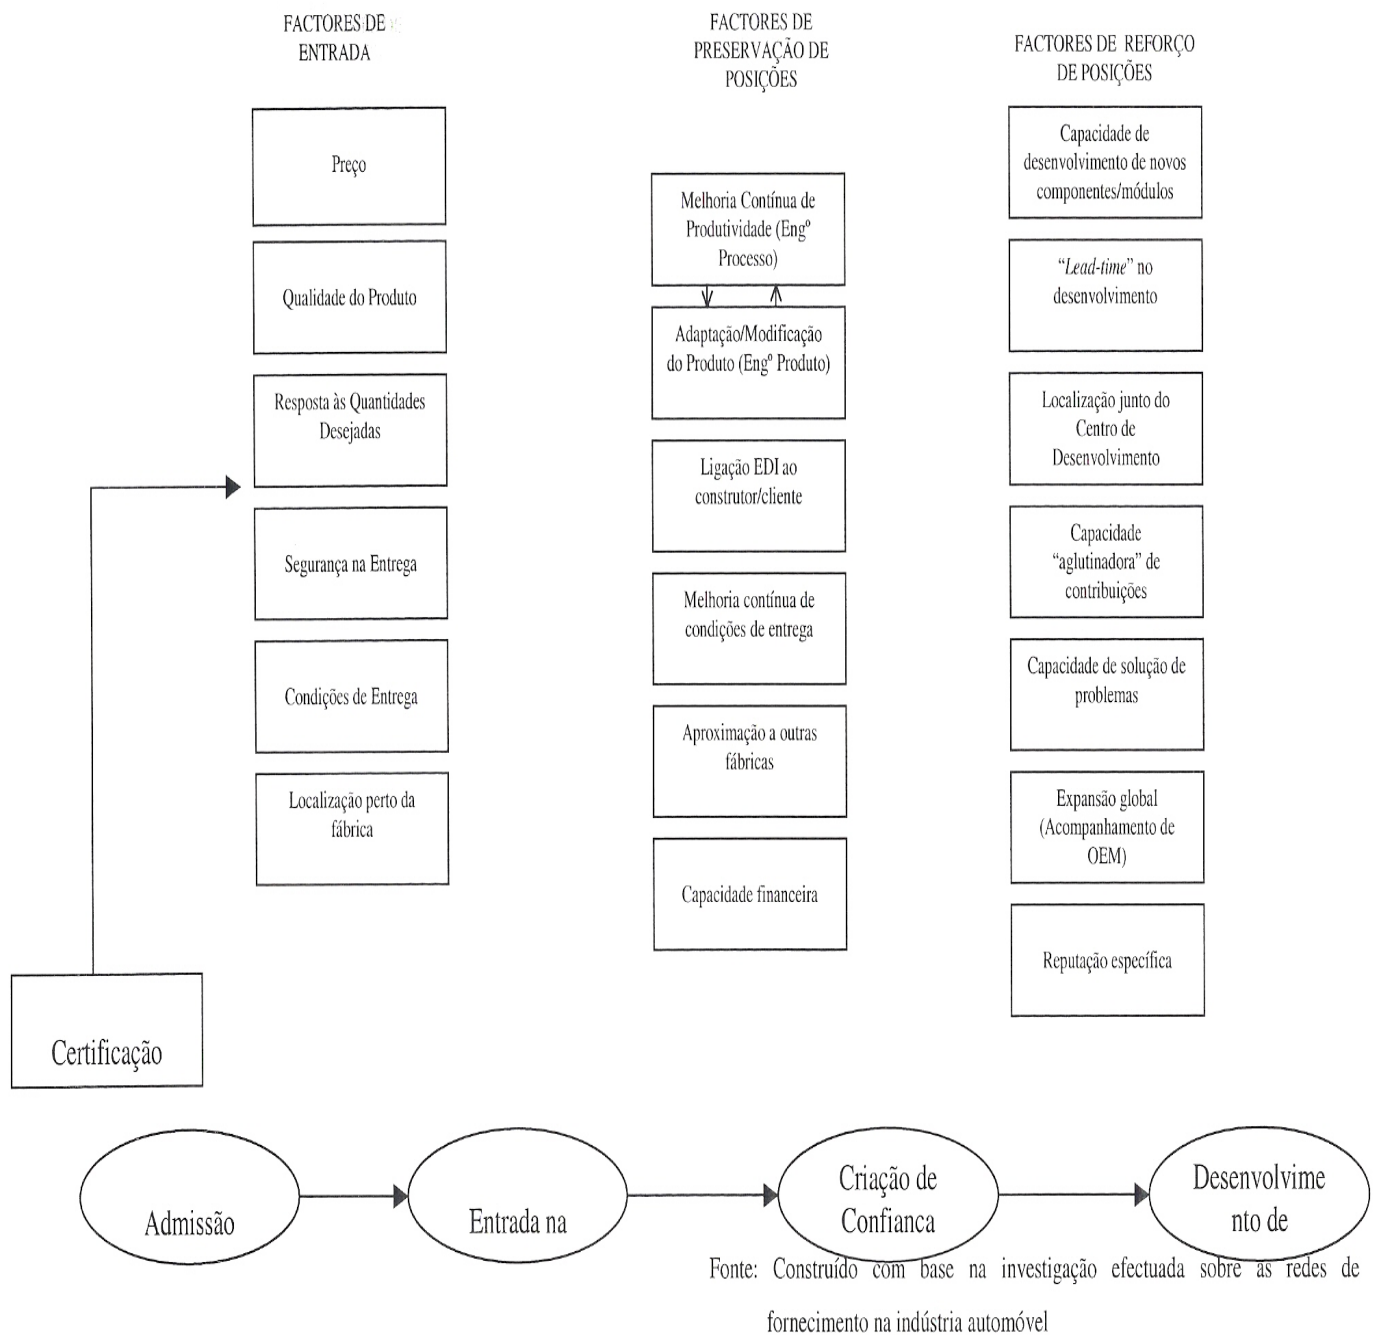 FACTORES DE
ENTRADA
Preço
Qualidade do Produto
Resposta às Quantidades
Desejadas
Segurança na Entrega
Condições de Entrega
Localização perto da
fábrica
FACTORES DE
PRESERVAÇÃO DE
POSIÇÕES
Melhoria Contínua de
Produtividade (Engº
Processo)
Adaptação/Modificação
do Produto (Engº Produto)
Ligação EDI ao
construtor/cliente
Melhoria contínua de
condições de entrega
Aproximação a outras
fábricas
Capacidade financeira
FACTORES DE REFORÇO
DE POSIÇÕES
Capacidade de
desenvolvimento de novos
componentes/módulos
“Lead-time” no
desenvolvimento
Localização junto do
Centro de
Desenvolvimento
Capacidade
“aglutinadora” de
contribuições
Capacidade de solução de
problemas
Expansão global
(Acompanhamento de
OEM)
Reputação específica
Certificação
Admissão
Entrada na
Criação de
Confianca
Desenvolvime
nto de
Fonte: Construído com base na investigação efectuada sobre as redes de
fornecimento na indústria automóvel